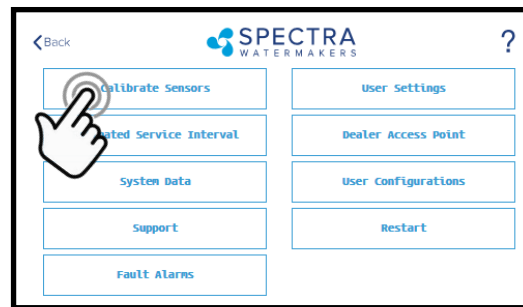 Back
SPECTRA
WATERMAKERS
?
Calibrate Sensors
User Settings
Service Interval
Dealer Access Point
System Data
User Configurations
Support
Restart
Fault Alarms